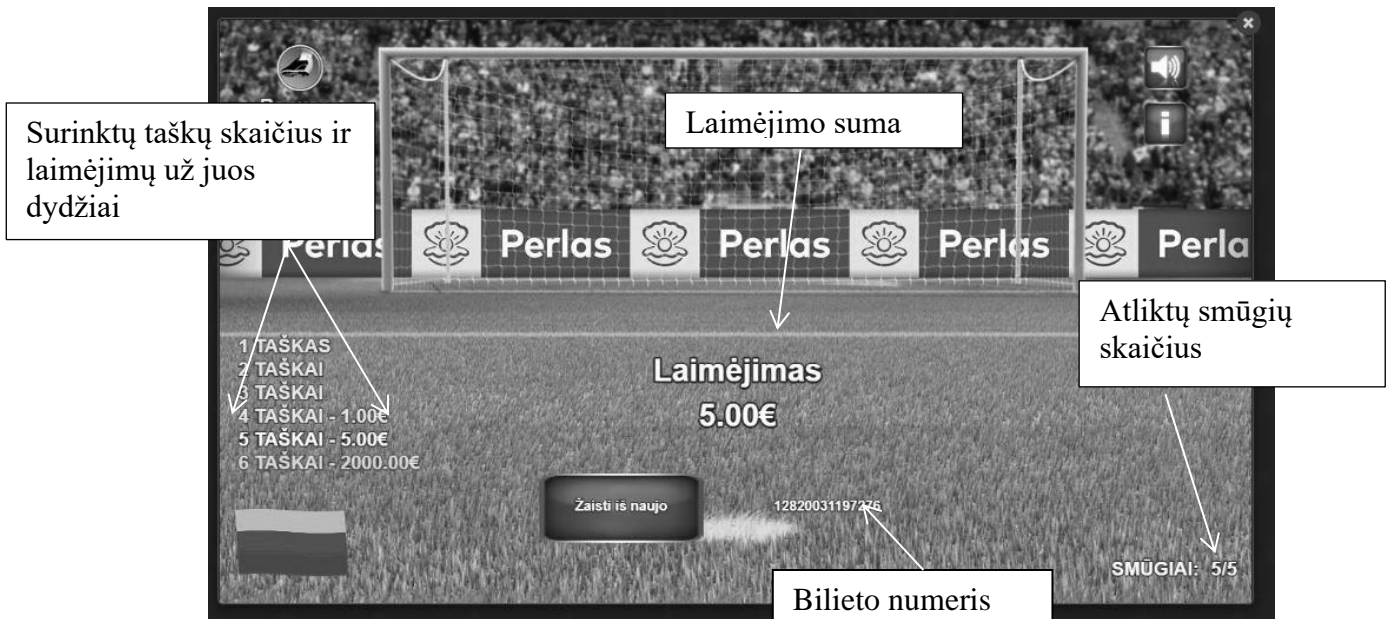 Surinktų taškų skaičius ir
laimėjimų už juos
dydžiai
Laimėjimo suma
Perlas Perlas Perlas Perlas Perla
Atliktų smūgių
skaičius
1 TAŠKAS
2 TAŠKAI
3 TAŠKAI
4 TAŠKAI - 1.00€
5 TAŠKAI - 5.00€
6 TAŠKAI - 2000.00€
Laimėjimas
5.00€
Žaisti iš naujo
12820031197276
SMŪGIAI: 5/5
Bilieto numeris